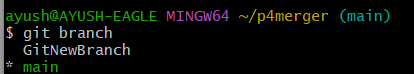 ayush@AYUSH-EAGLE MINGW64 ~/p4merger (main)
$ git branch
  GitNewBranch
* main